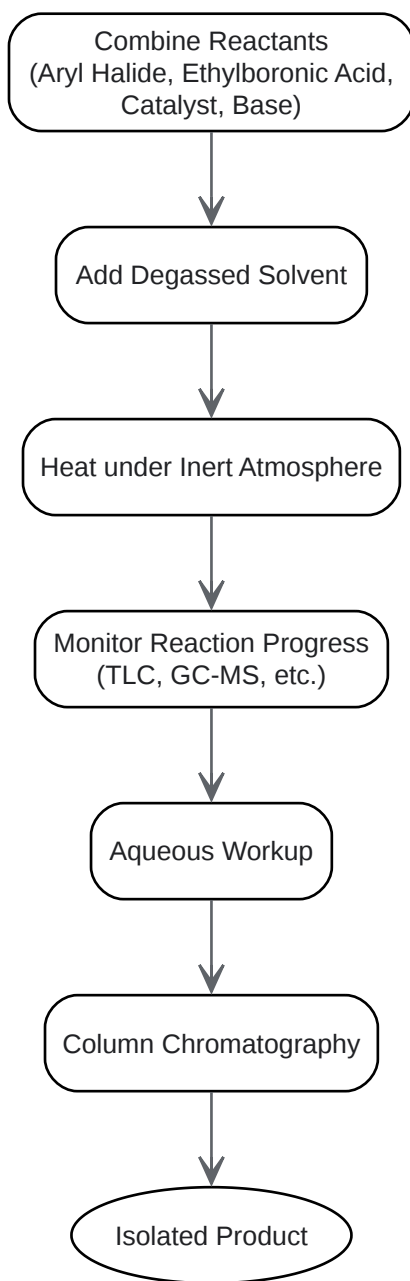 Combine Reactants
(Aryl Halide, Ethylboronic Acid,
Catalyst, Base)
Add Degassed Solvent
Heat under Inert Atmosphere
Monitor Reaction Progress
(TLC, GC-MS, etc.)
Aqueous Workup
Column Chromatography
Isolated Product